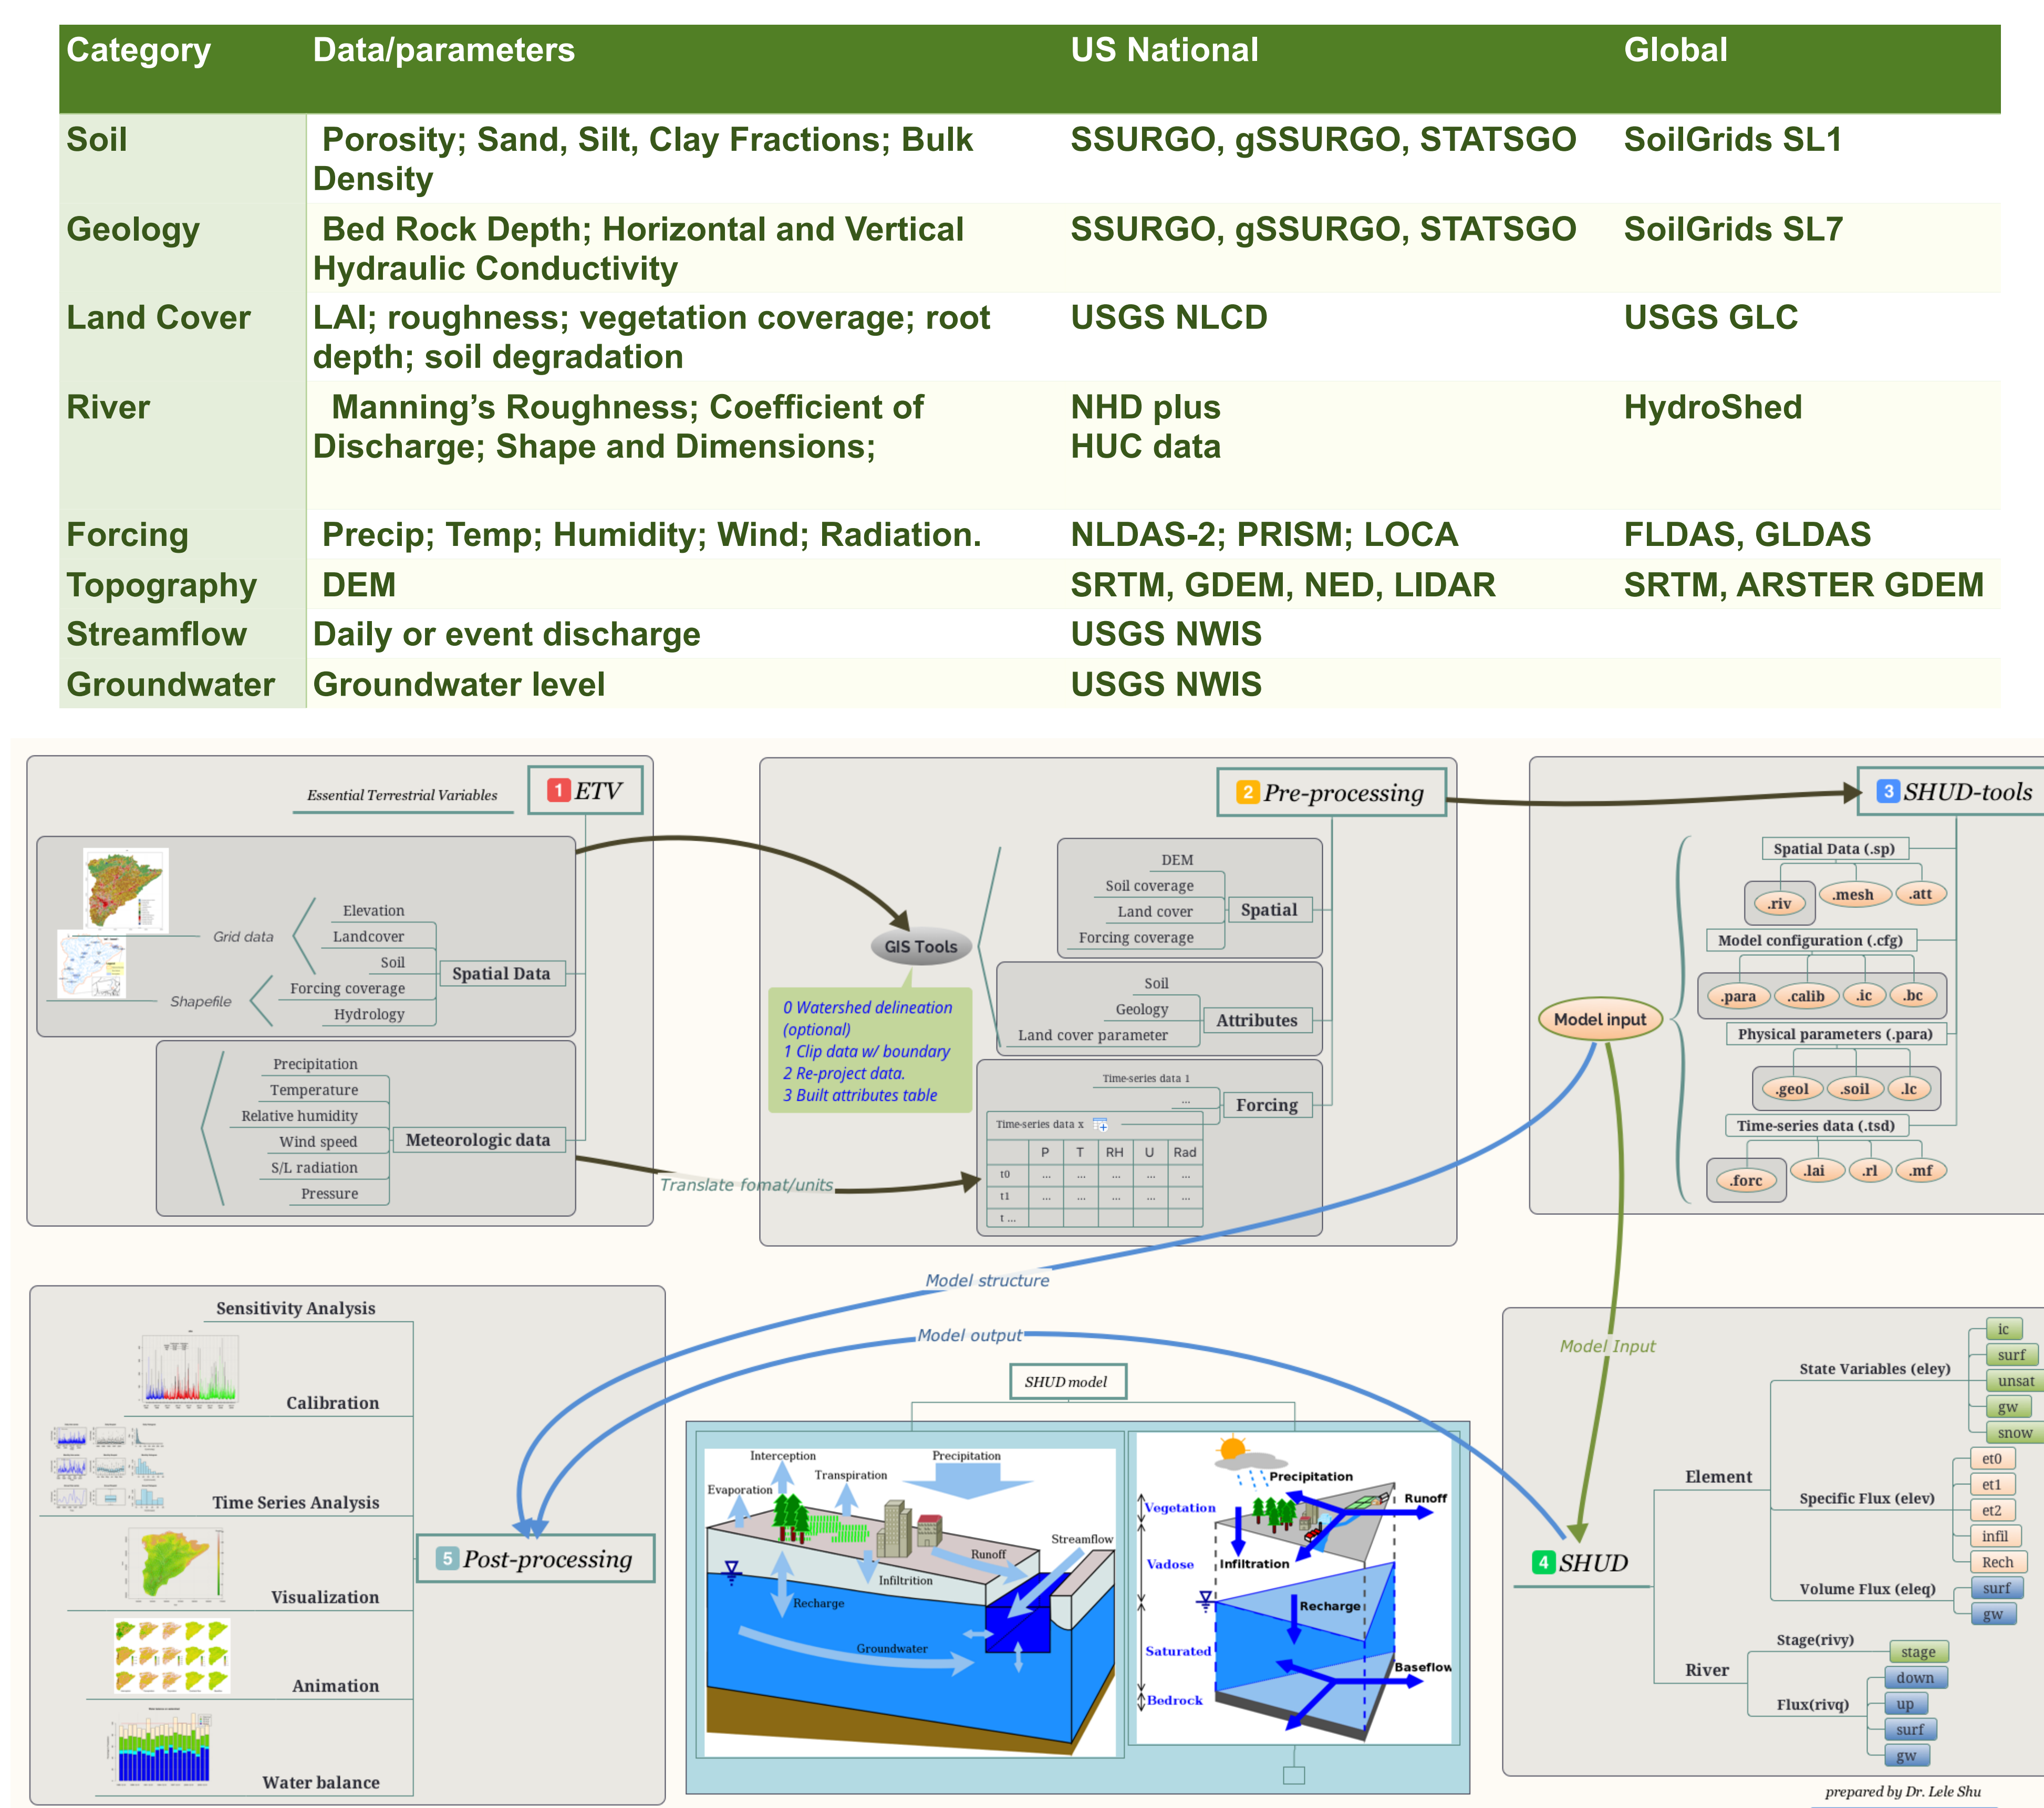 Category Data/parameters US National Global
Soil Porosity; Sand, Silt, Clay Fractions; Bulk SSURGO, gSSURGO, STATSGO SoilGrids SL1
Density
Geology Bed Rock Depth; Horizontal and Vertical SSURGO, gSSURGO, STATSGO SoilGrids SL7
Hydraulic Conductivity
Land Cover LAI; roughness; vegetation coverage; root USGS NLCD USGS GLC
depth; soil degradation
River Manning’s Roughness; Coefficient of NHD plus HydroShed
Discharge; Shape and Dimensions; HUC data
Forcing Precip; Temp; Humidity; Wind; Radiation. NLDAS-2; PRISM; LOCA FLDAS, GLDAS
Topography DEM SRTM, GDEM, NED, LIDAR SRTM, ARSTER GDEM
Streamflow Daily or event discharge USGS NWIS
Groundwater Groundwater level USGS NWIS
Essential Terrestrial Variables
1 ETV
Elevation
Landcover
Soil
Forcing coverage
Hydrology
Grid data
Shapefile
Spatial Data
Precipitation
Temperature
Relative humidity
Wind speed
S/L radiation
Pressure
Meteorologic data
Translate fomat/units
2 Pre-processing
GIS Tools
0 Watershed delineation
(optional)
1 Clip data w/ boundary
2 Re-project data.
3 Built attributes table
DEM
Soil coverage
Land cover
Forcing coverage
Spatial
Soil
Geology
Land cover parameter
Attributes
Time-series data 1
...
Forcing
Time-series data x
P T RH U Rad
t0 ... ... ... ... ...
t1 ... ... ... ... ...
t ...
3 SHUD-tools
Model input
Spatial Data (.sp)
.riv .mesh .att
Model configuration (.cfg)
.para .calib .ic .bc
Physical parameters (.para)
.geol .soil .lc
Time-series data (.tsd)
.forc .lai .rl .mf
Model structure
Model output
Model Input
Sensitivity Analysis
Calibration
Time Series Analysis
Visualization
Animation
Water balance
5 Post-processing
SHUD model
Interception
Precipitation
Transpiration
Evaporation
Streamflow
Runoff
Infiltrition
Recharge
Groundwater
Precipitation
Vegetation
Runoff
Vadose
Infiltration
Recharge
Saturated
Baseflow
Bedrock
4 SHUD
Element
State Variables (eley)
ic
surf
unsat
gw
snow
Specific Flux (elev)
et0
et1
et2
infil
Rech
Volume Flux (eleq)
surf
gw
River
Stage(rivy)
stage
Flux(rivq)
down
up
surf
gw
prepared by Dr. Lele Shu